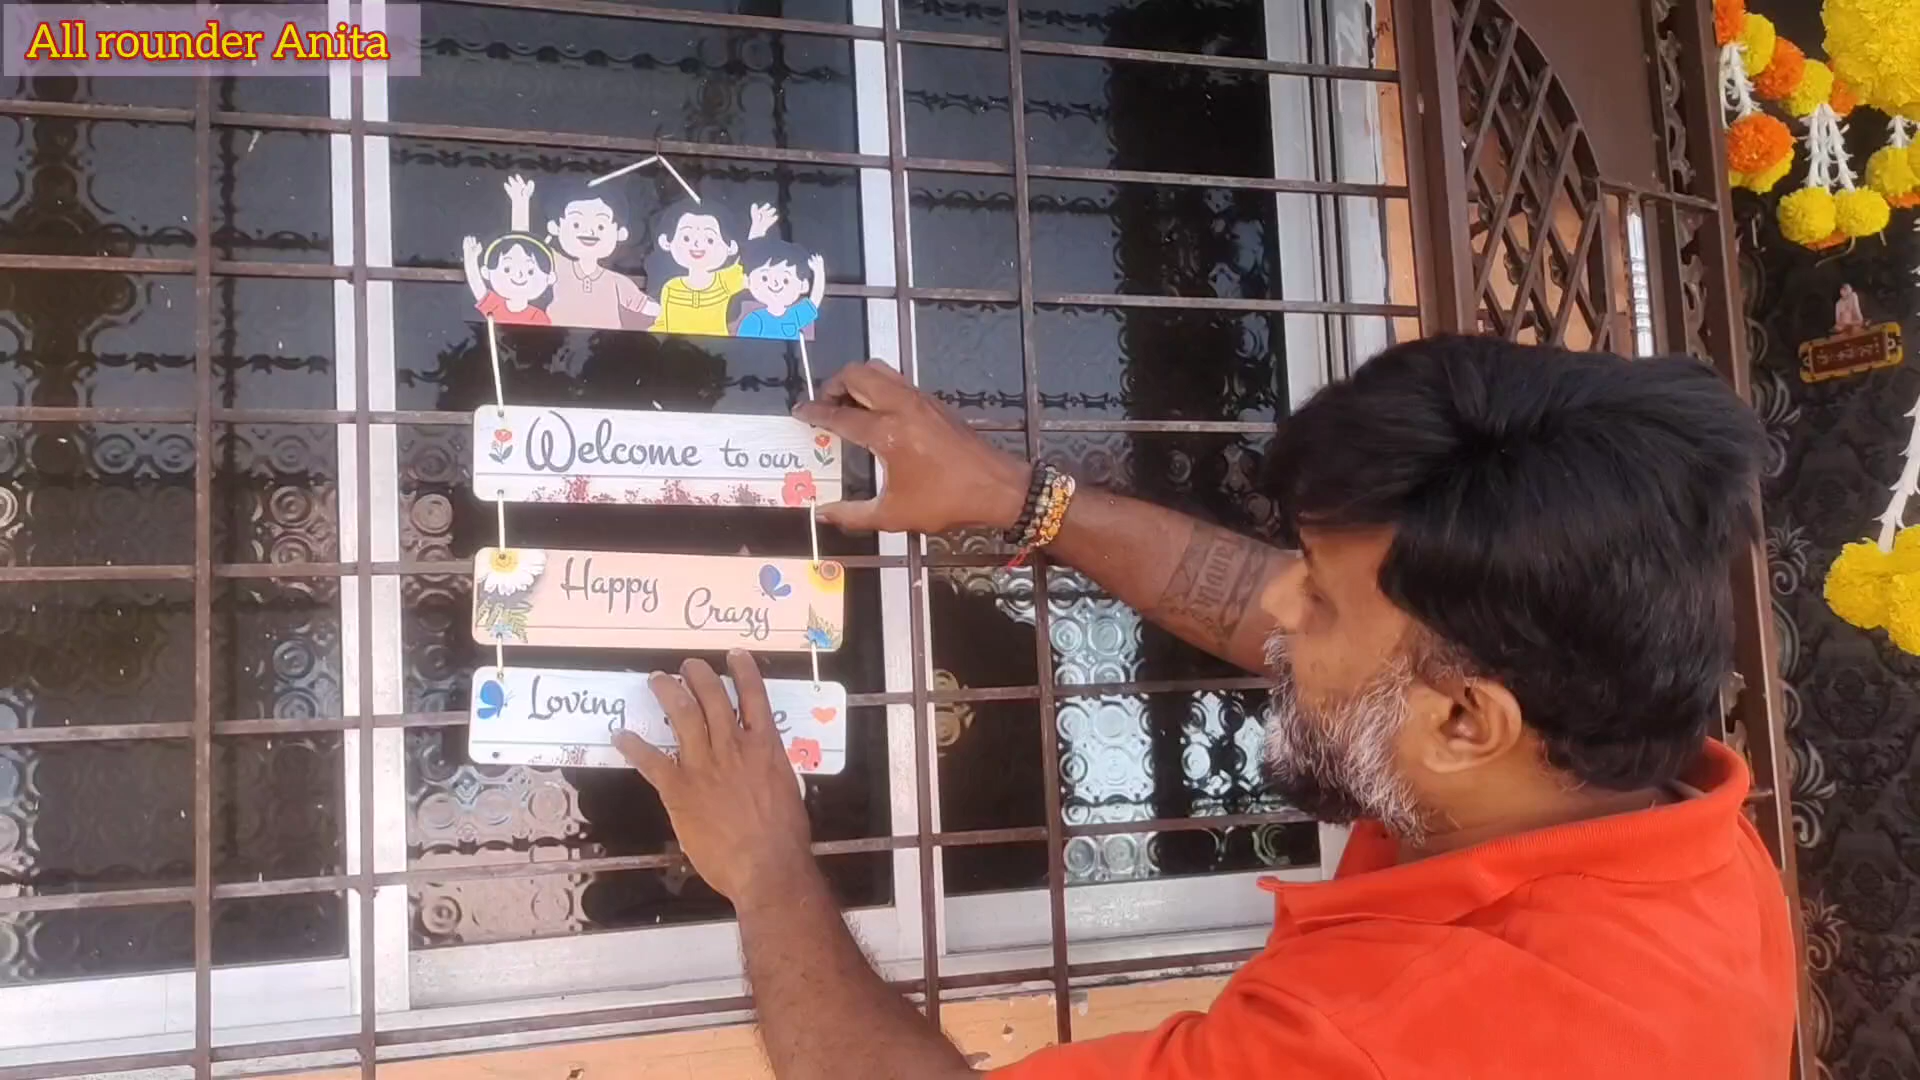 All rounder Anita
Welcome to our
Happy
Crazy
Loving